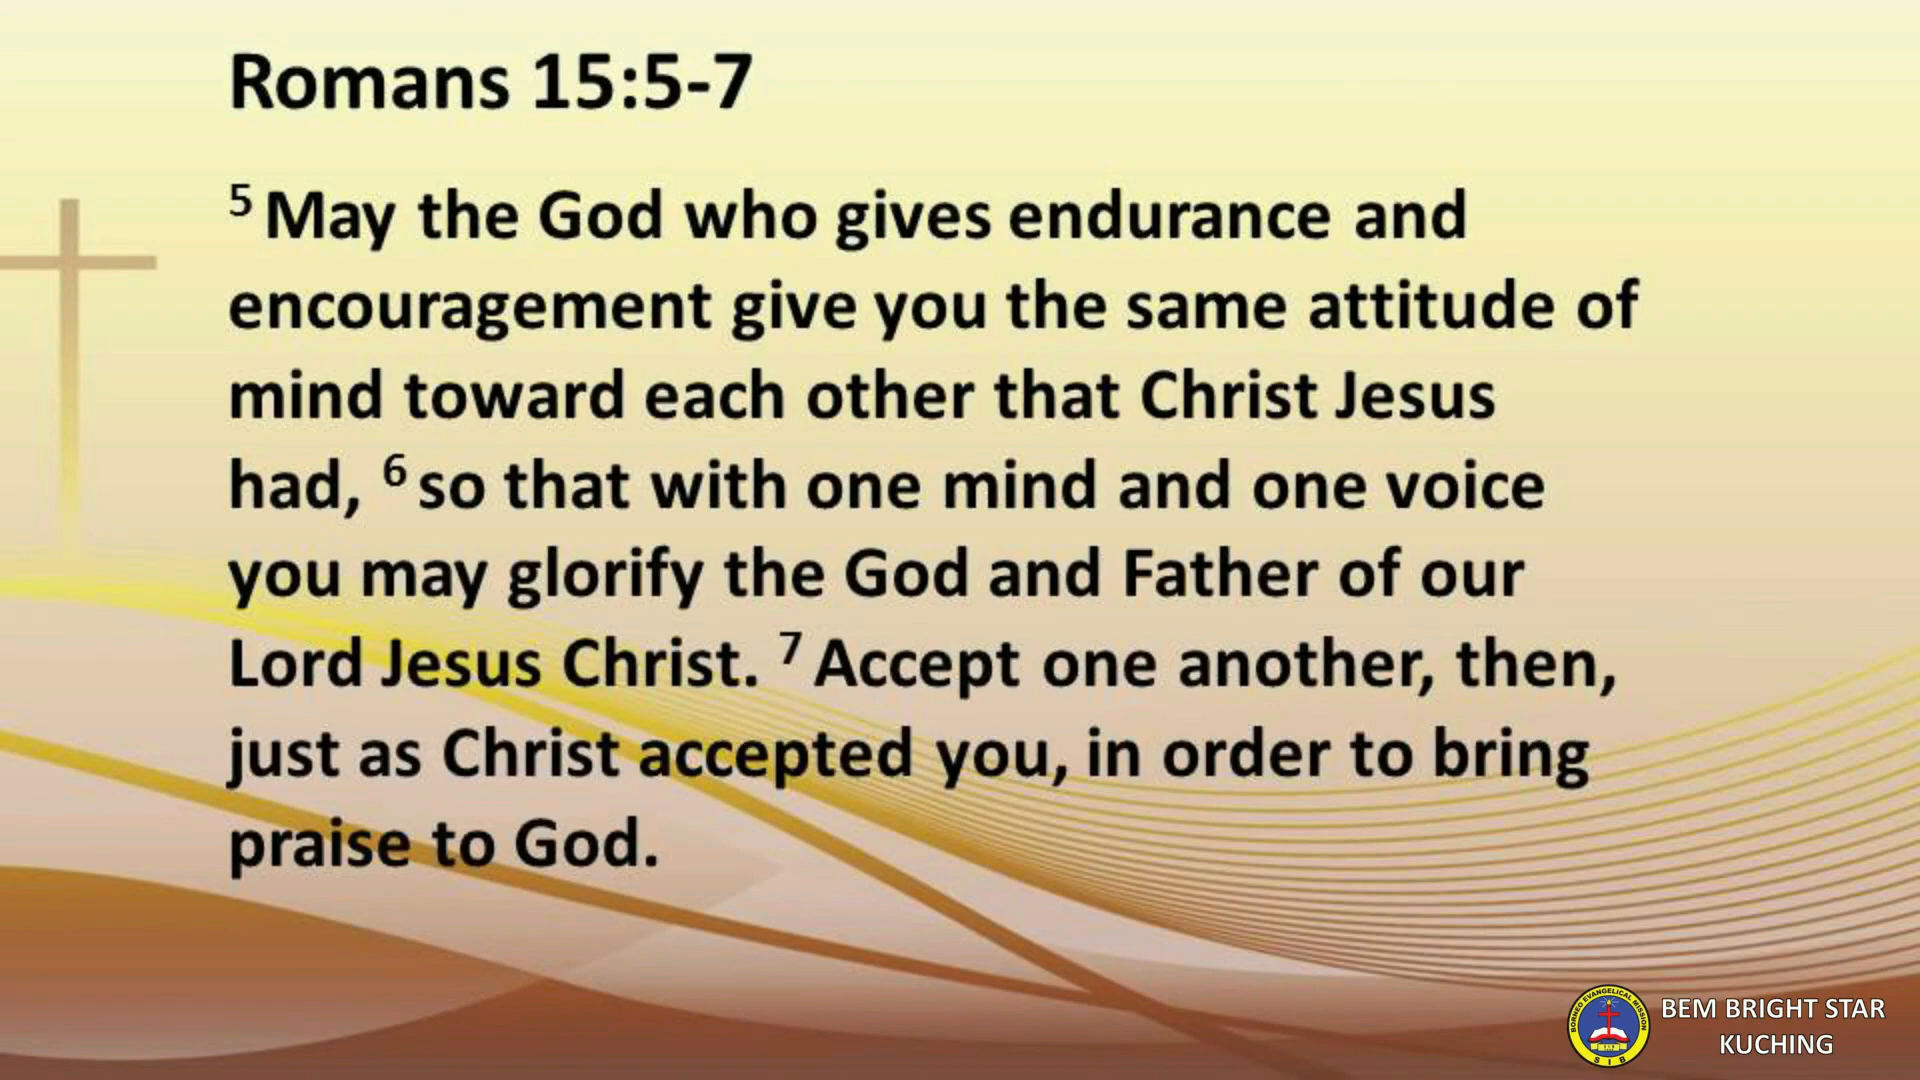 Romans 15:5-7
5 May the God who gives endurance and
encouragement give you the same attitude of
mind toward each other that Christ Jesus
had, 6 so that with one mind and one voice
you may glorify the God and Father of our
Lord Jesus Christ. 7 Accept one another, then,
just as Christ accepted you, in order to bring
praise to God.
BORNEO EVANGELICAL MISSION
S I B
BEM BRIGHT STAR
KUCHING